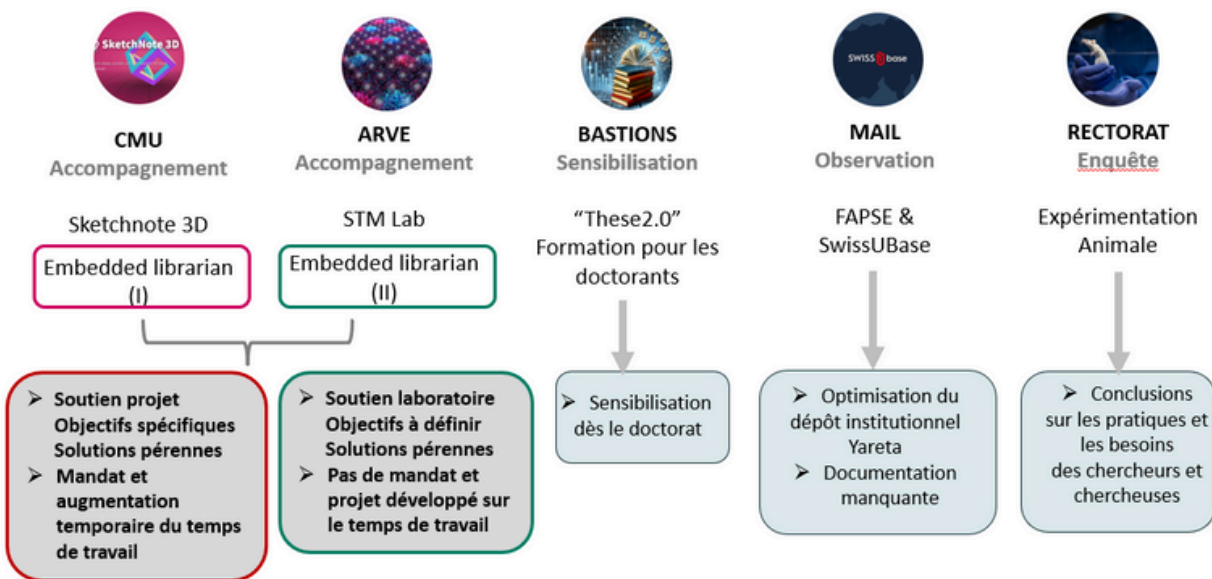 SketchNote 3D
SWISS base
CMU
Accompagnement
ARVE
Accompagnement
BASTIONS
Sensibilisation
MAIL
Observation
RECTORAT
Enquête
Sketchnote 3D
Embedded librarian
(I)
STM Lab
Embedded librarian
(II)
“These2.0”
Formation pour les
doctorants
FAPSE &
SwissUBase
Expérimentation
Animale
➢ Soutien projet
Objectifs spécifiques
Solutions pérennes
➢ Mandat et
augmentation
temporaire du temps
de travail
➢ Soutien laboratoire
Objectifs à définir
Solutions pérennes
➢ Pas de mandat et
projet développé sur
le temps de travail
➢ Sensibilisation
dès le doctorat
➢ Optimisation du
dépôt institutionnel
Yareta
➢ Documentation
manquante
➢ Conclusions
sur les pratiques et
les besoins
des chercheurs et
chercheuses